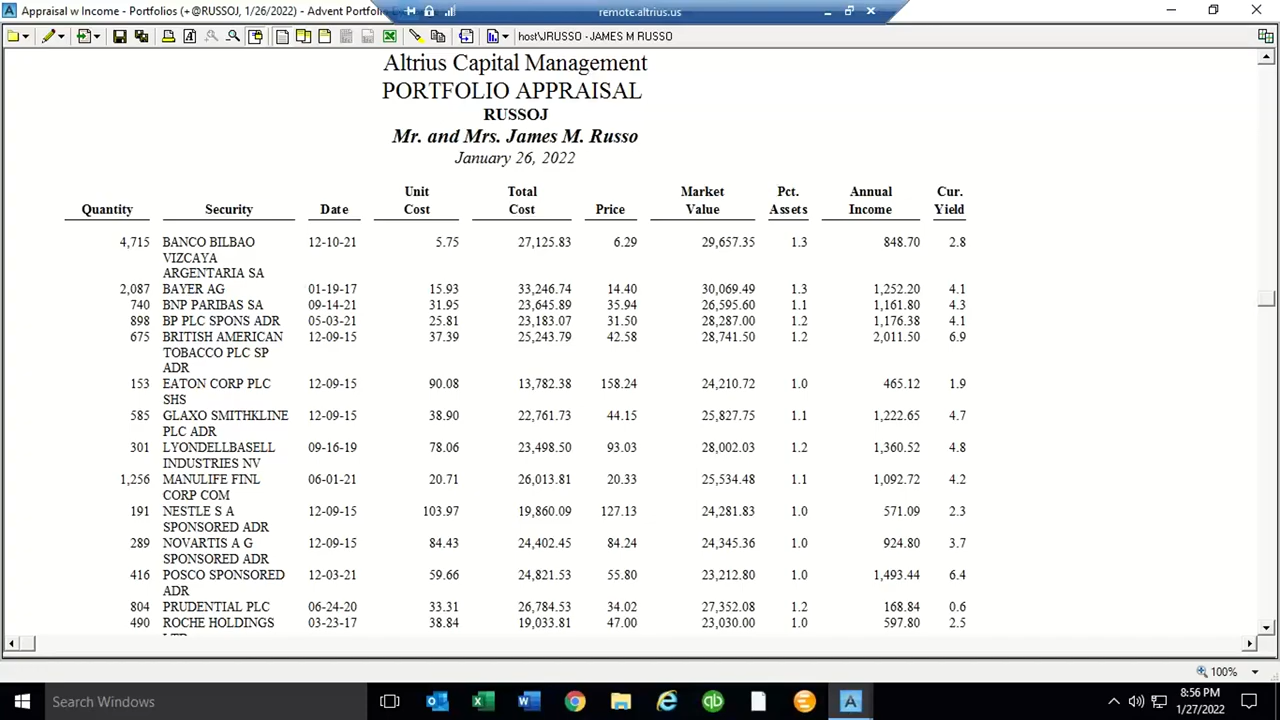 Appraisal w Income - Portfolios (+@RUSSOJ, 1/26/2022) - Advent Portfolio Ex
remote.altrius.us
host\JRUSSO - JAMES M RUSSO
Altrius Capital Management
PORTFOLIO APPRAISAL
RUSSOJ
Mr. and Mrs. James M. Russo
January 26, 2022
Unit Total Market Pct. Annual Cur.
Quantity Security Date Cost Cost Price Value Assets Income Yield
4,715 BANCO BILBAO 12-10-21 5.75 27,125.83 6.29 29,657.35 1.3 848.70 2.8
VIZCAYA
ARGENTARIA SA
2,087 BAYER AG 01-19-17 15.93 33,246.74 14.40 30,069.49 1.3 1,252.20 4.1
740 BNP PARIBAS SA 09-14-21 31.95 23,645.89 35.94 26,595.60 1.1 1,161.80 4.3
898 BP PLC SPONS ADR 05-03-21 25.81 23,183.07 31.50 28,287.00 1.2 1,176.38 4.1
675 BRITISH AMERICAN 12-09-15 37.39 25,243.79 42.58 28,741.50 1.2 2,011.50 6.9
TOBACCO PLC SP
ADR
153 EATON CORP PLC 12-09-15 90.08 13,782.38 158.24 24,210.72 1.0 465.12 1.9
SHS
585 GLAXO SMITHKLINE 12-09-15 38.90 22,761.73 44.15 25,827.75 1.1 1,222.65 4.7
PLC ADR
301 LYONDELLBASELL 09-16-19 78.06 23,498.50 93.03 28,002.03 1.2 1,360.52 4.8
INDUSTRIES NV
1,256 MANULIFE FINL 06-01-21 20.71 26,013.81 20.33 25,534.48 1.1 1,092.72 4.2
CORP COM
191 NESTLE S A 12-09-15 103.97 19,860.09 127.13 24,281.83 1.0 571.09 2.3
SPONSORED ADR
289 NOVARTIS A G 12-09-15 84.43 24,402.45 84.24 24,345.36 1.0 924.80 3.7
SPONSORED ADR
416 POSCO SPONSORED 12-03-21 59.66 24,821.53 55.80 23,212.80 1.0 1,493.44 6.4
ADR
804 PRUDENTIAL PLC 06-24-20 33.31 26,784.53 34.02 27,352.08 1.2 168.84 0.6
490 ROCHE HOLDINGS 03-23-17 38.84 19,033.81 47.00 23,030.00 1.0 597.80 2.5
100%
Search Windows
8:56 PM
1/27/2022